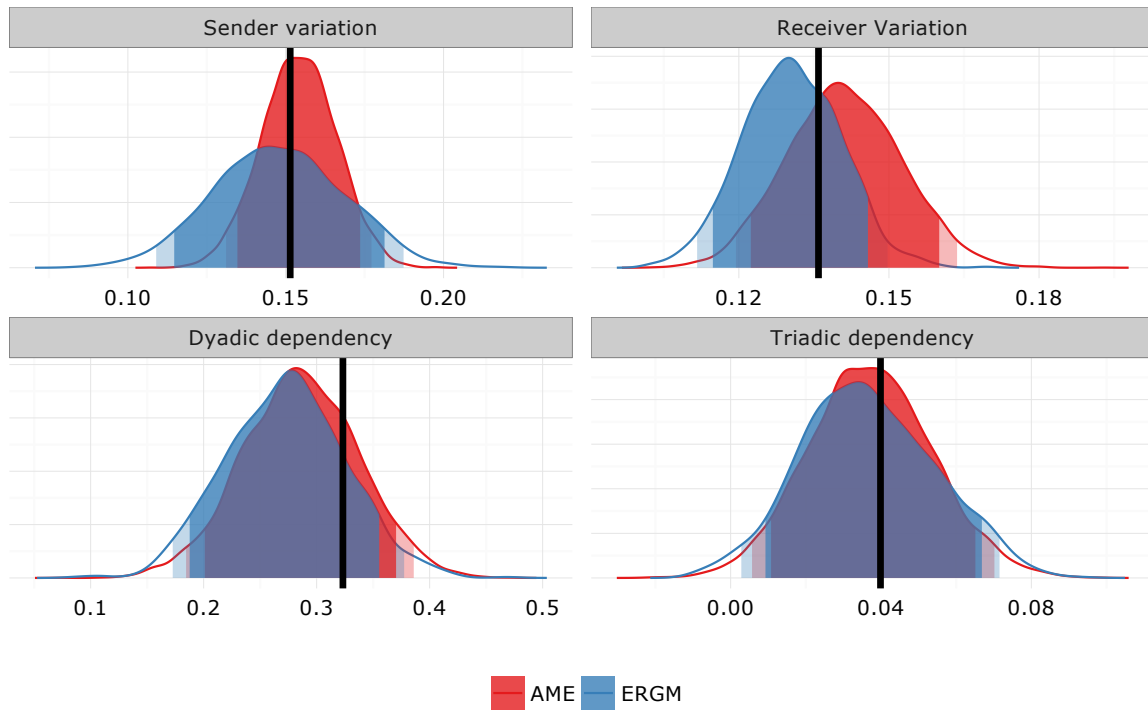 Sender variation
Receiver Variation
0.10 0.15 0.20
0.12 0.15 0.18
Dyadic dependency
Triadic dependency
0.1 0.2 0.3 0.4 0.5
0.00 0.04 0.08
AME ERGM